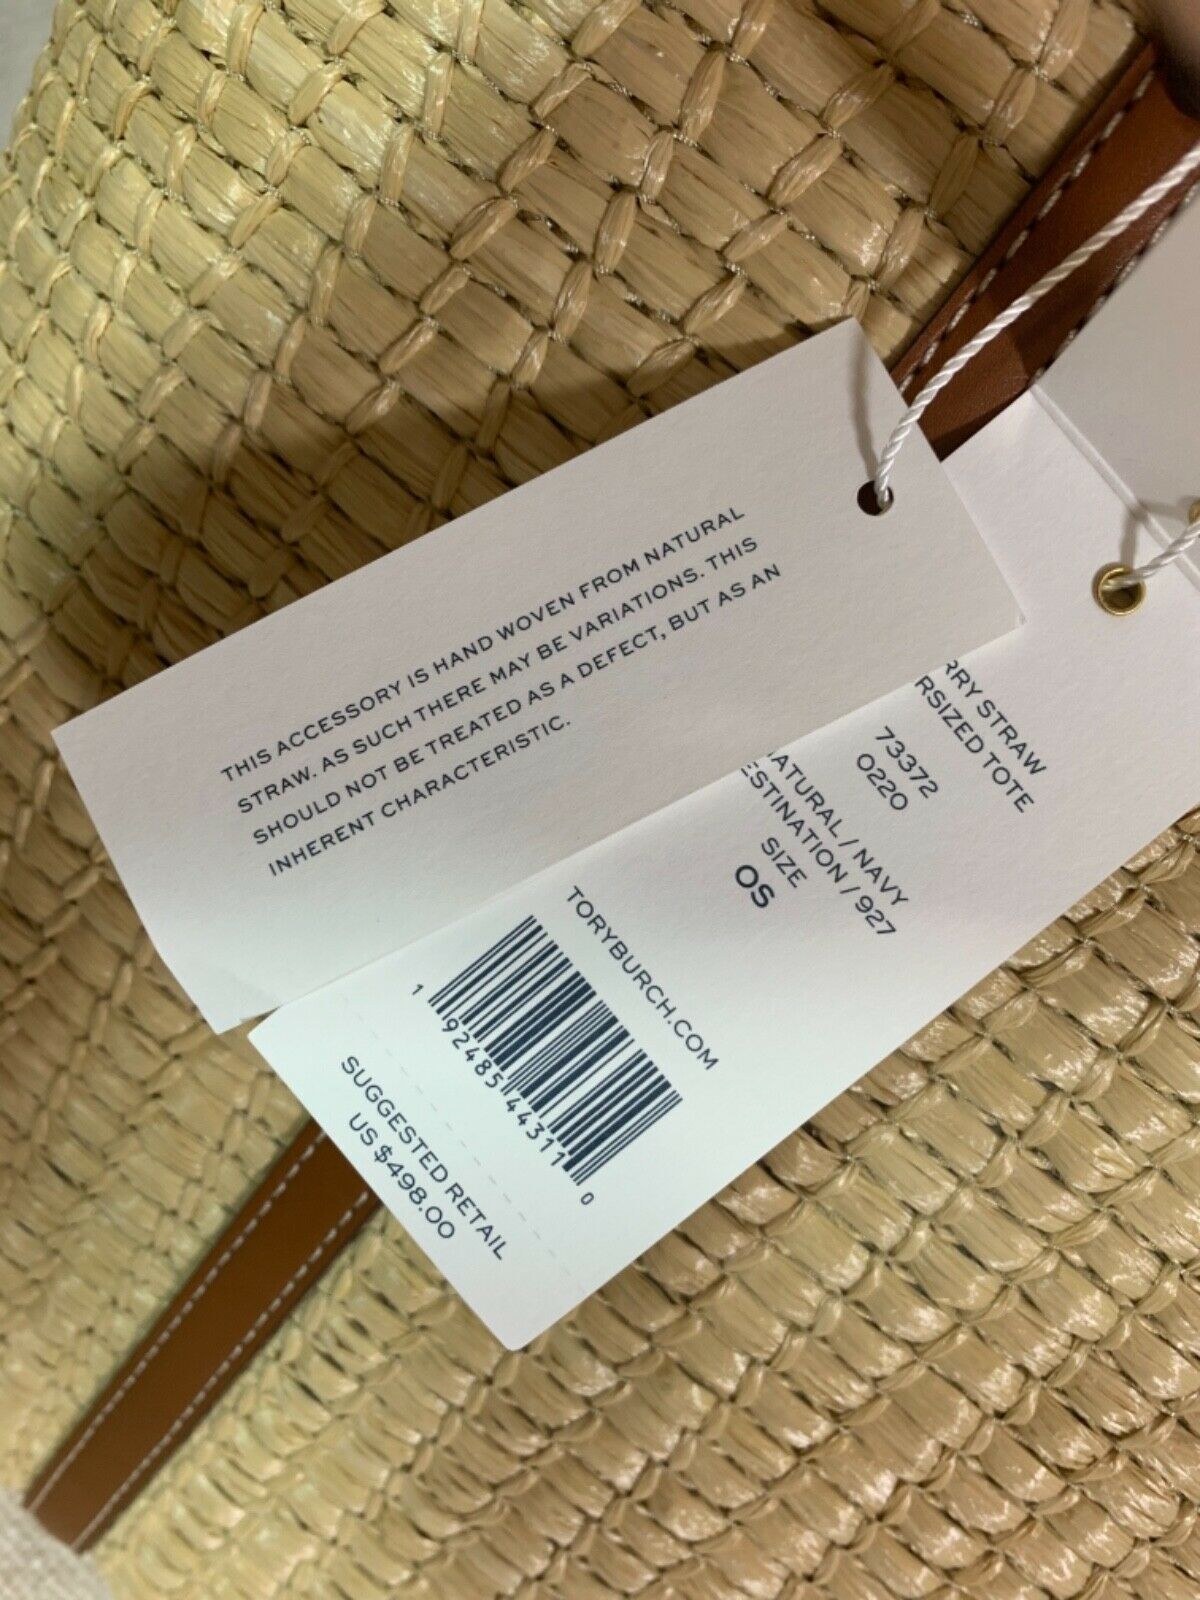 THIS ACCESSORY IS HAND WOVEN FROM NATURAL
STRAW. AS SUCH THERE MAY BE VARIATIONS. THIS
SHOULD NOT BE TREATED AS A DEFECT, BUT AS AN
INHERENT CHARACTERISTIC.
RRY STRAW
RSIZED TOTE
73372
0220
ATURAL / NAVY
ESTINATION / 927
SIZE
OS
TORYBURCH.COM
1 92485 44311 0
SUGGESTED RETAIL
US $498.00